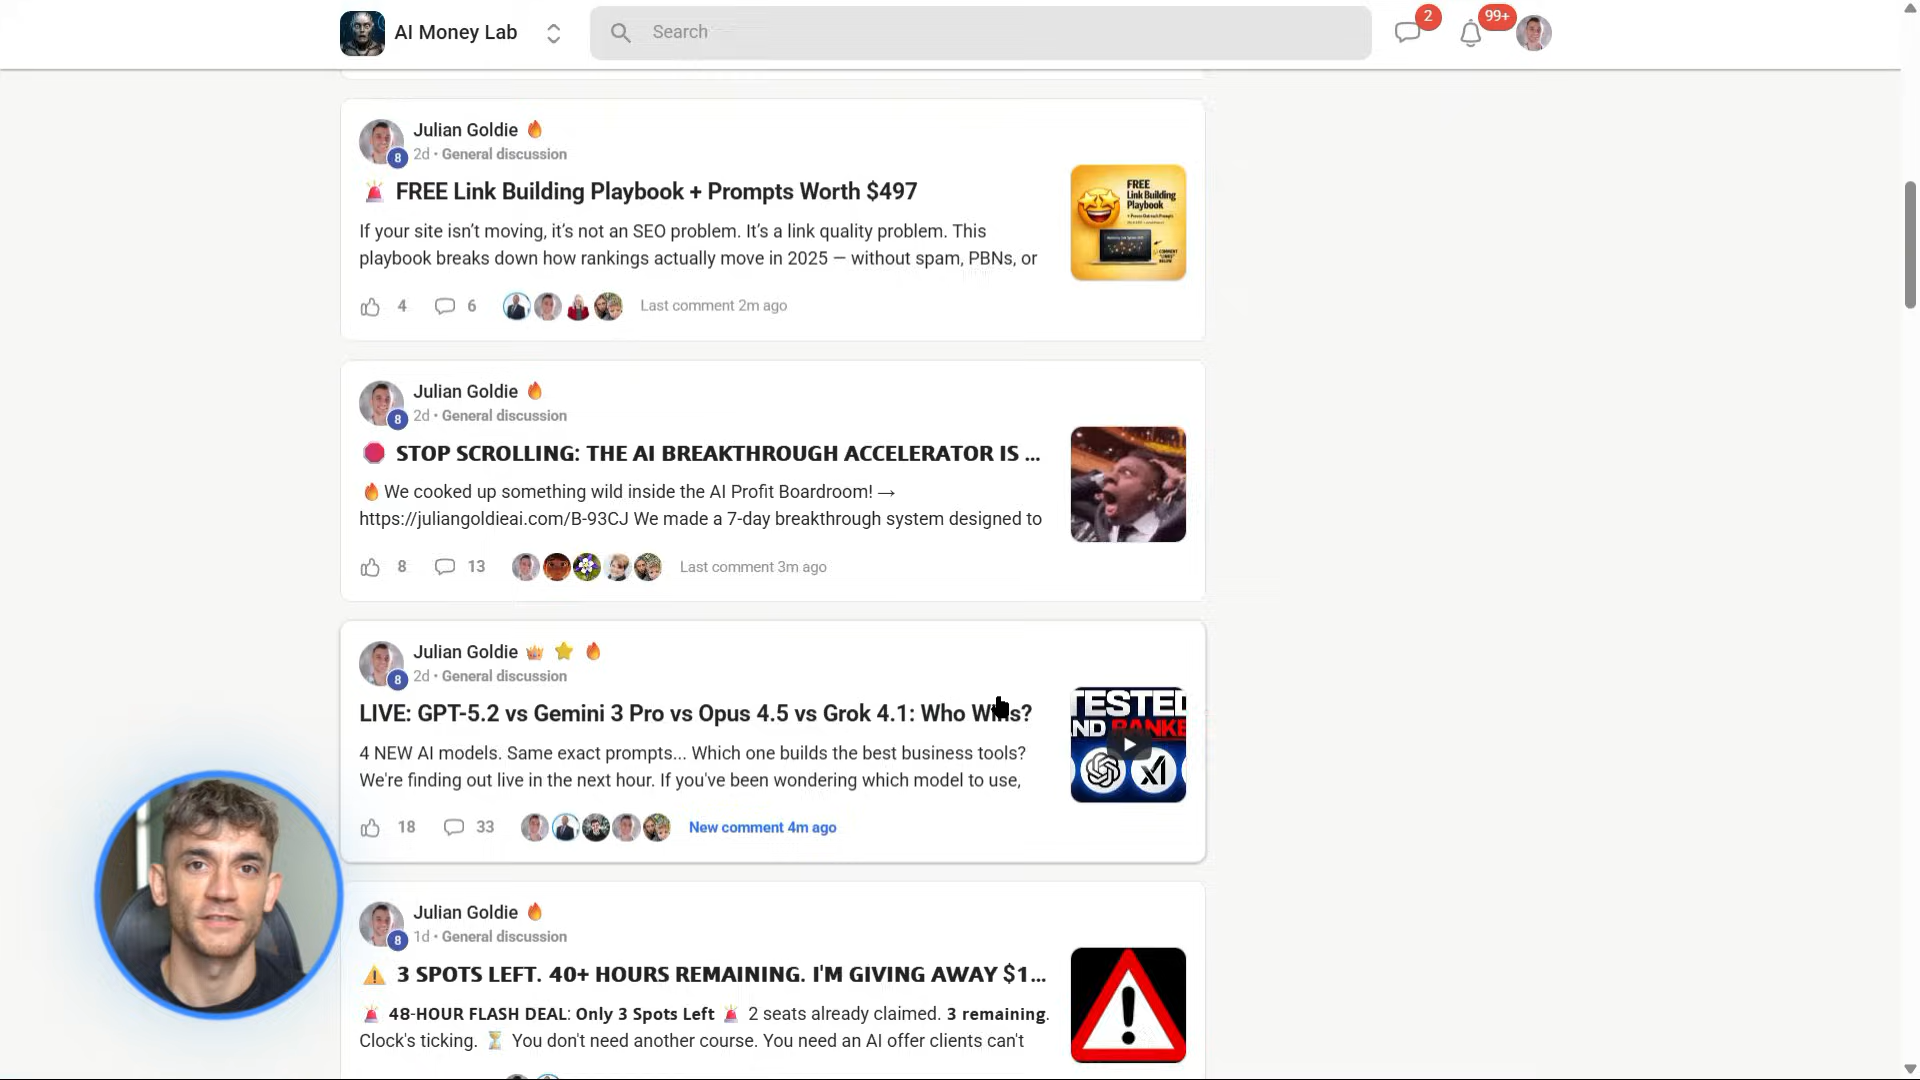 AI Money Lab
Search
2
99+
Julian Goldie
8
2d • General discussion
FREE Link Building Playbook + Prompts Worth $497
If your site isn’t moving, it’s not an SEO problem. It’s a link quality problem. This
playbook breaks down how rankings actually move in 2025 — without spam, PBNs, or
FREE
Link Building
Playbook
4
6
Last comment 2m ago
Julian Goldie
8
2d • General discussion
STOP SCROLLING: THE AI BREAKTHROUGH ACCELERATOR IS ...
We cooked up something wild inside the AI Profit Boardroom! →
https://juliangoldieai.com/B-93CJ We made a 7-day breakthrough system designed to
8
13
Last comment 3m ago
Julian Goldie
8
2d • General discussion
LIVE: GPT-5.2 vs Gemini 3 Pro vs Opus 4.5 vs Grok 4.1: Who Wins?
4 NEW AI models. Same exact prompts... Which one builds the best business tools?
We're finding out live in the next hour. If you've been wondering which model to use,
TESTED
AND RANKE
18
33
New comment 4m ago
Julian Goldie
8
1d • General discussion
3 SPOTS LEFT. 40+ HOURS REMAINING. I'M GIVING AWAY $1...
48-HOUR FLASH DEAL: Only 3 Spots Left 2 seats already claimed. 3 remaining.
Clock's ticking. You don't need another course. You need an AI offer clients can't